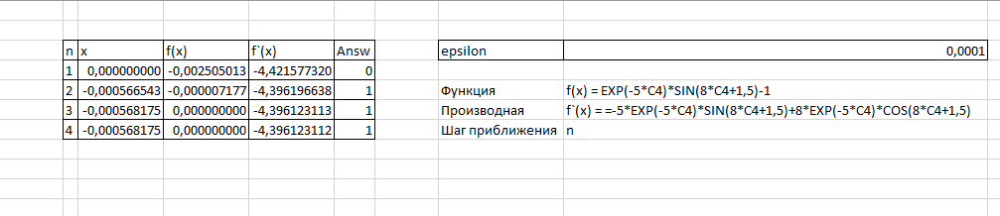 n x f(x) f`(x) Answ epsilon 0,0001
1 0,000000000 -0,002505013 -4,421577320 0
2 -0,000566543 -0,000007177 -4,396196638 1 Функция f(x) = EXP(-5*C4)*SIN(8*C4+1,5)-1
3 -0,000568175 0,000000000 -4,396123113 1 Производная f`(x) = =-5*EXP(-5*C4)*SIN(8*C4+1,5)+8*EXP(-5*C4)*COS(8*C4+1,5)
4 -0,000568175 0,000000000 -4,396123112 1 Шаг приближения n